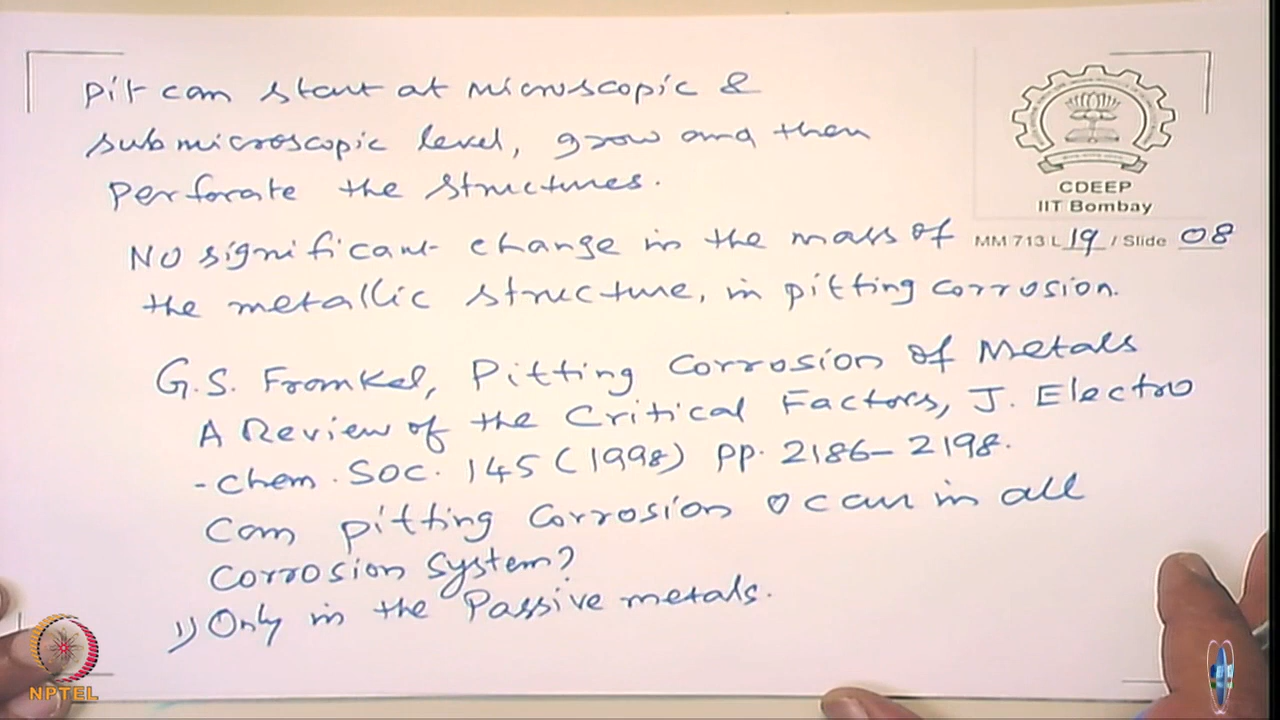 Pit can start at microscopic &
submicroscopic level, grow and then
perforate the structures.
CDEEP
IIT Bombay
No significant change in the mass of
MM 713 L 19 / Slide 08
the metallic structure, in pitting corrosion.
G.S. Frankel, Pitting Corrosion of Metals
A Review of the Critical Factors, J. Electro
-chem. Soc. 145 (1998) pp. 2186-2198.
Can pitting corrosion occur in all
corrosion system?
1) Only in the Passive metals.
NPTEL